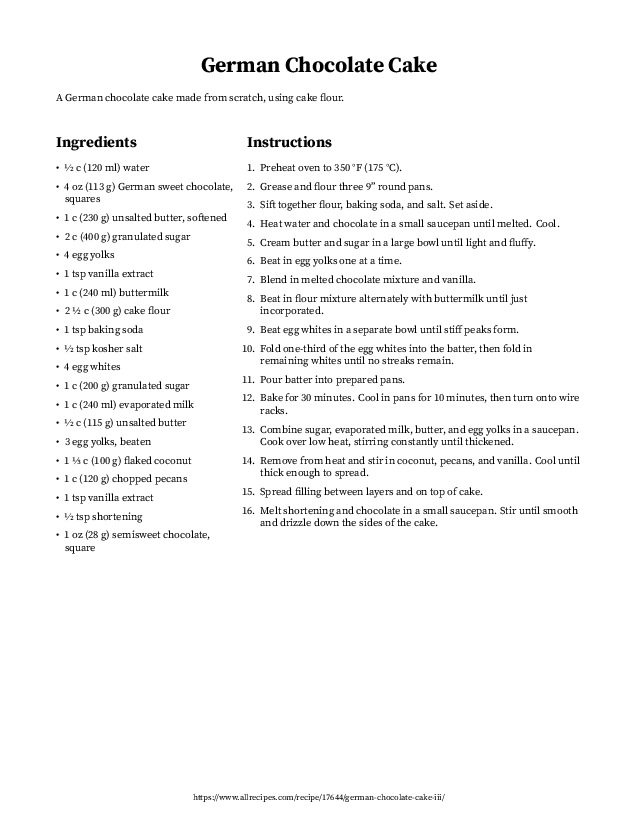 German Chocolate Cake
A German chocolate cake made from scratch, using cake flour.
Ingredients
• ½ c (120 ml) water
• 4 oz (113 g) German sweet chocolate,
squares
• 1 c (230 g) unsalted butter, softened
• 2 c (400 g) granulated sugar
• 4 egg yolks
• 1 tsp vanilla extract
• 1 c (240 ml) buttermilk
• 2 ½ c (300 g) cake flour
• 1 tsp baking soda
• ½ tsp kosher salt
• 4 egg whites
• 1 c (200 g) granulated sugar
• 1 c (240 ml) evaporated milk
• ½ c (115 g) unsalted butter
• 3 egg yolks, beaten
• 1 ⅓ c (100 g) flaked coconut
• 1 c (120 g) chopped pecans
• 1 tsp vanilla extract
• ½ tsp shortening
• 1 oz (28 g) semisweet chocolate,
square
Instructions
1. Preheat oven to 350 °F (175 °C).
2. Grease and flour three 9” round pans.
3. Sift together flour, baking soda, and salt. Set aside.
4. Heat water and chocolate in a small saucepan until melted. Cool.
5. Cream butter and sugar in a large bowl until light and fluffy.
6. Beat in egg yolks one at a time.
7. Blend in melted chocolate mixture and vanilla.
8. Beat in flour mixture alternately with buttermilk until just
incorporated.
9. Beat egg whites in a separate bowl until stiff peaks form.
10. Fold one-third of the egg whites into the batter, then fold in
remaining whites until no streaks remain.
11. Pour batter into prepared pans.
12. Bake for 30 minutes. Cool in pans for 10 minutes, then turn onto wire
racks.
13. Combine sugar, evaporated milk, butter, and egg yolks in a saucepan.
Cook over low heat, stirring constantly until thickened.
14. Remove from heat and stir in coconut, pecans, and vanilla. Cool until
thick enough to spread.
15. Spread filling between layers and on top of cake.
16. Melt shortening and chocolate in a small saucepan. Stir until smooth
and drizzle down the sides of the cake.
https://www.allrecipes.com/recipe/17644/german-chocolate-cake-iii/